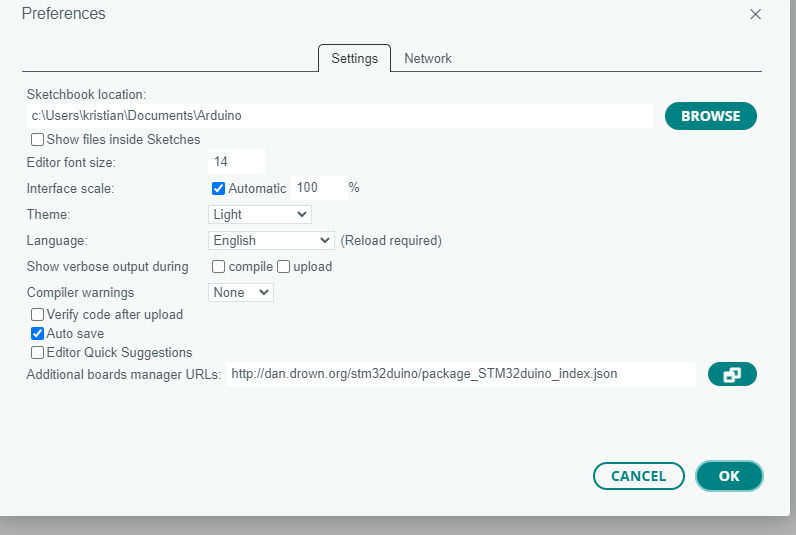 Preferences
Settings Network
Sketchbook location:
c:\Users\kristian\Documents\Arduino
BROWSE
Show files inside Sketches
Editor font size: 14
Interface scale: Automatic 100 %
Theme: Light
Language: English (Reload required)
Show verbose output during compile upload
Compiler warnings None
Verify code after upload
Auto save
Editor Quick Suggestions
Additional boards manager URLs: http://dan.drown.org/stm32duino/package_STM32duino_index.json
CANCEL OK